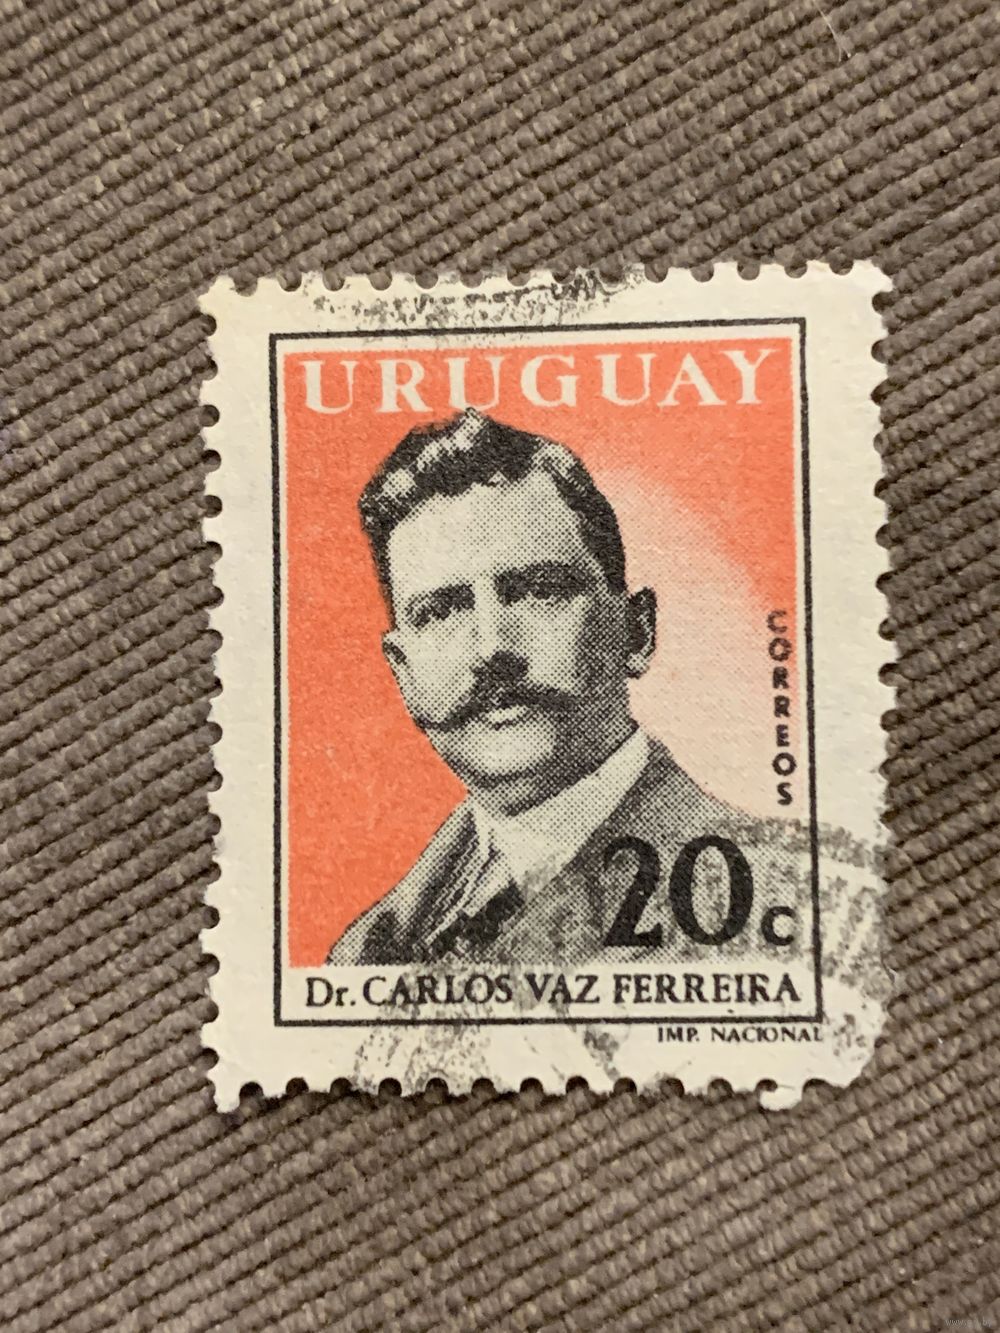 URUGUAY
CORREOS
20c
Dr. CARLOS VAZ FERREIRA
IMP. NACIONAL